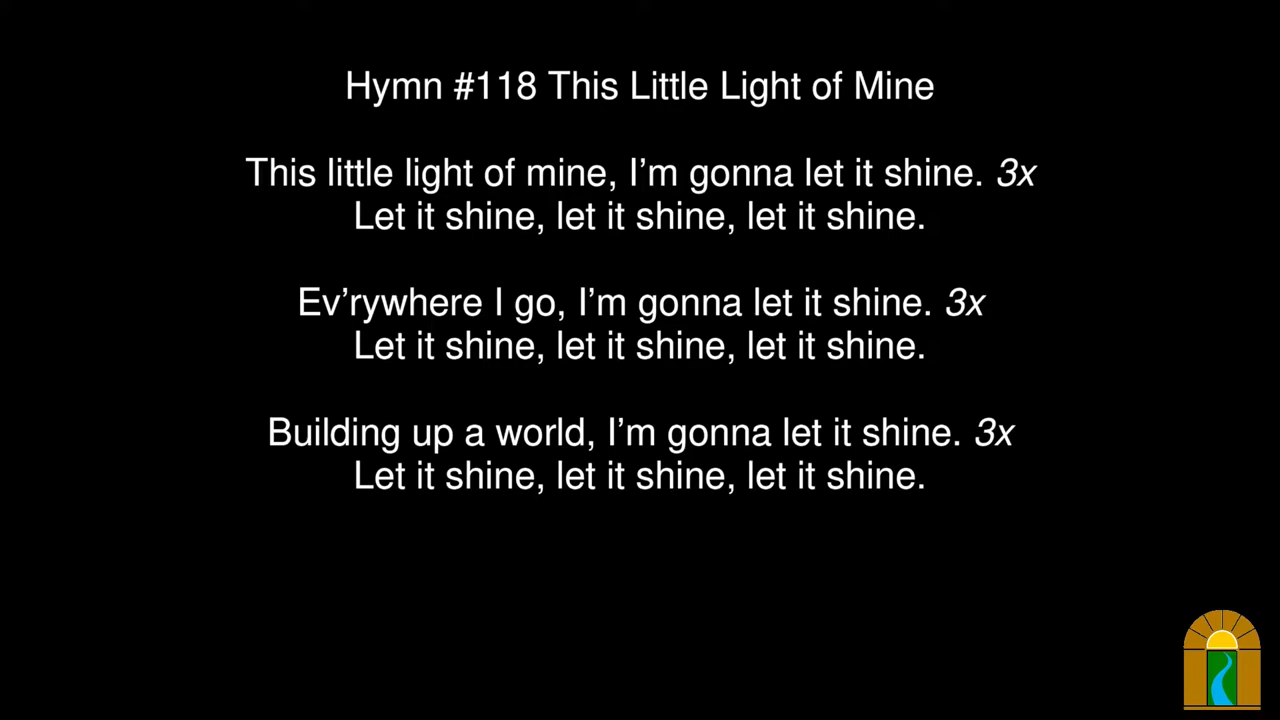 Hymn #118 This Little Light of Mine
This little light of mine, I’m gonna let it shine. 3x
Let it shine, let it shine, let it shine.
Ev’rywhere I go, I’m gonna let it shine. 3x
Let it shine, let it shine, let it shine.
Building up a world, I’m gonna let it shine. 3x
Let it shine, let it shine, let it shine.